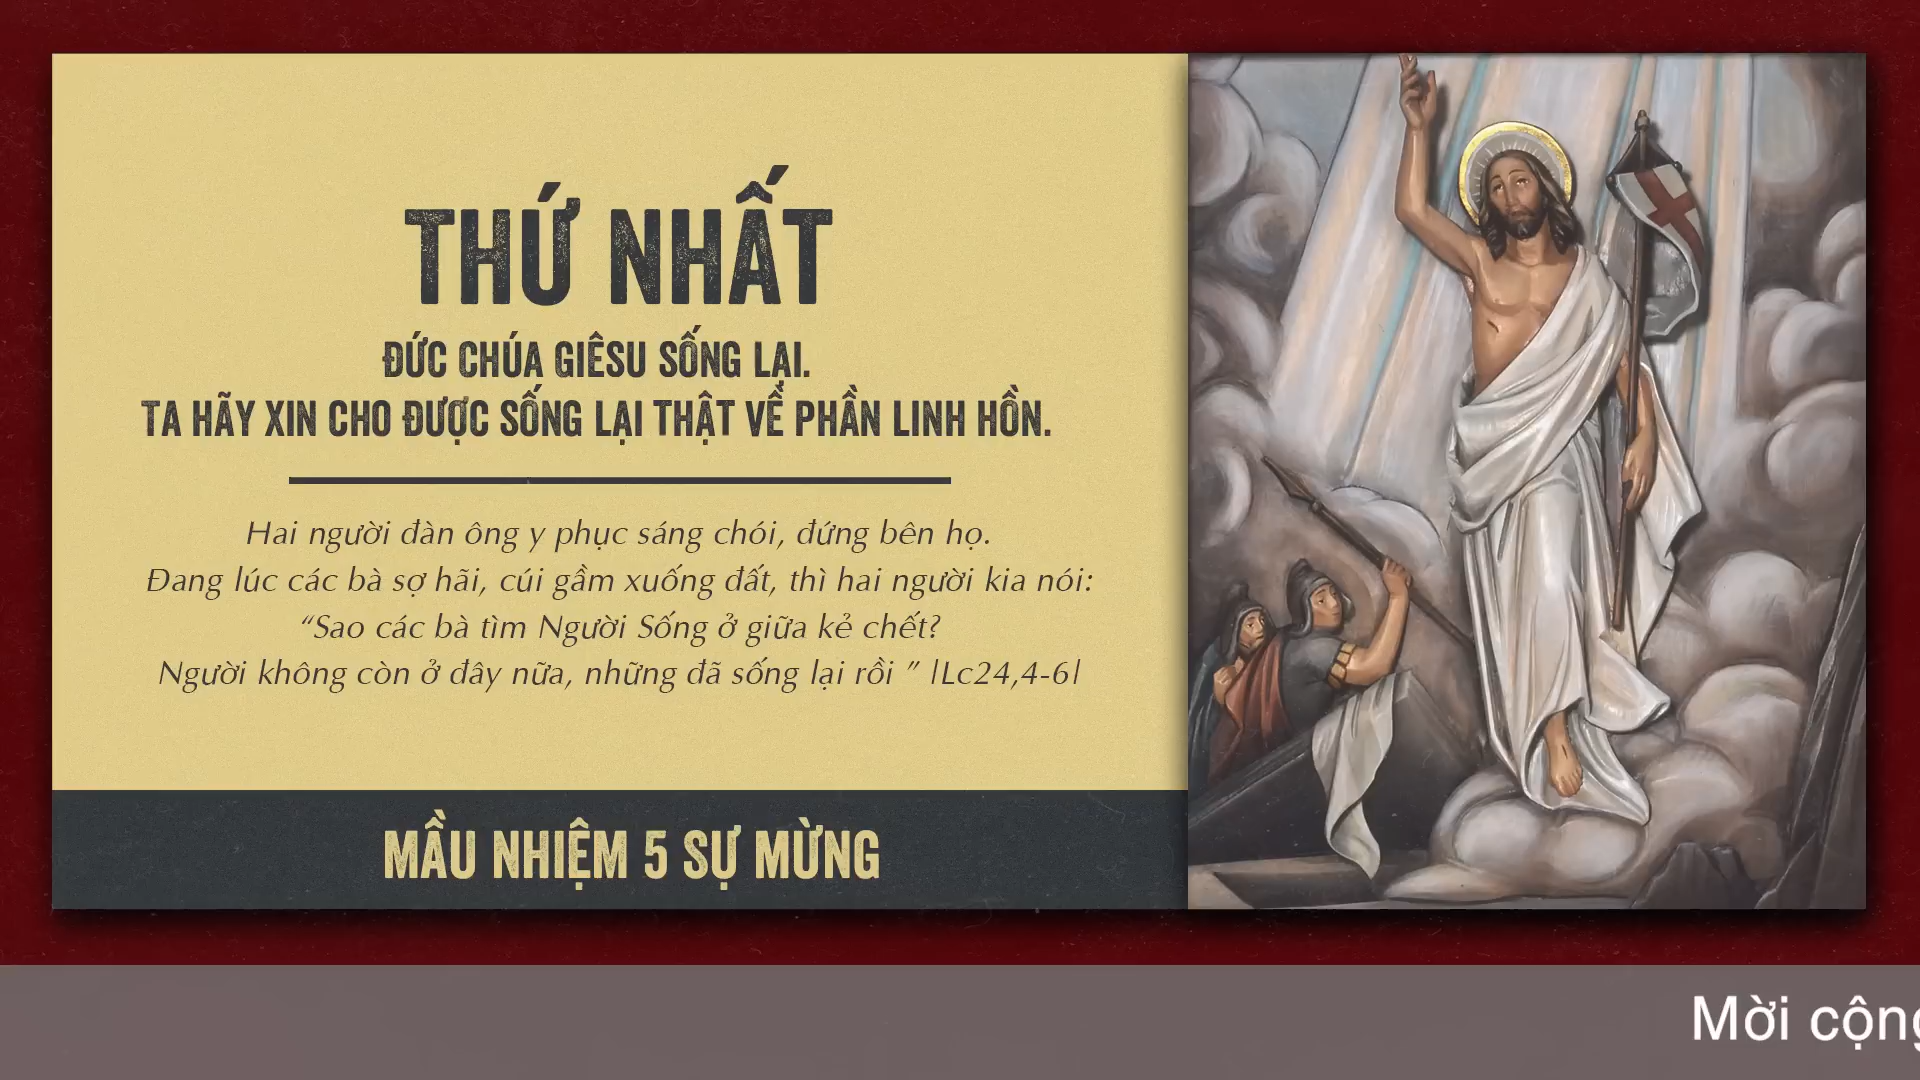 THỨ NHẤT
ĐỨC CHÚA GIÊSU SỐNG LẠI.
TA HÃY XIN CHO ĐƯỢC SỐNG LẠI THẬT VỀ PHẦN LINH HỒN.
Hai người đàn ông y phục sáng chói, đứng bên họ.
Đang lúc các bà sợ hãi, cúi gầm xuống đất, thì hai người kia nói:
“Sao các bà tìm Người Sống ở giữa kẻ chết?
Người không còn ở đây nữa, những đã sống lại rồi ” |Lc24,4-6|
MẦU NHIỆM 5 SỰ MỪNG
Mời cộng